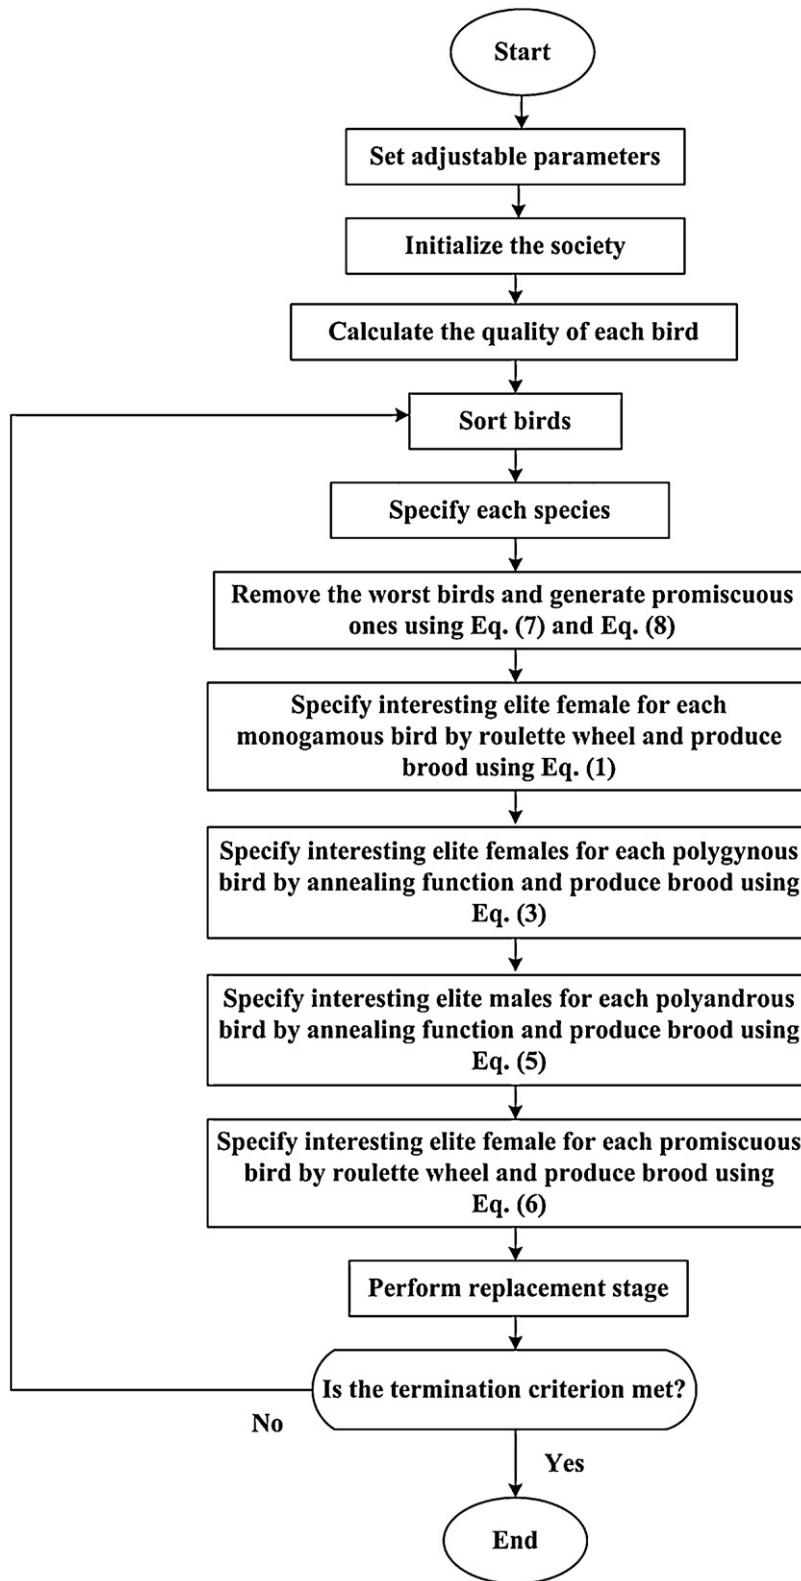 Start
Set adjustable parameters
Initialize the society
Calculate the quality of each bird
Sort birds
Specify each species
Remove the worst birds and generate promiscuous
ones using Eq. (7) and Eq. (8)
Specify interesting elite female for each
monogamous bird by roulette wheel and produce
brood using Eq. (1)
Specify interesting elite females for each polygynous
bird by annealing function and produce brood using
Eq. (3)
Specify interesting elite males for each polyandrous
bird by annealing function and produce brood using
Eq. (5)
Specify interesting elite female for each promiscuous
bird by roulette wheel and produce brood using
Eq. (6)
Perform replacement stage
Is the termination criterion met?
No
Yes
End